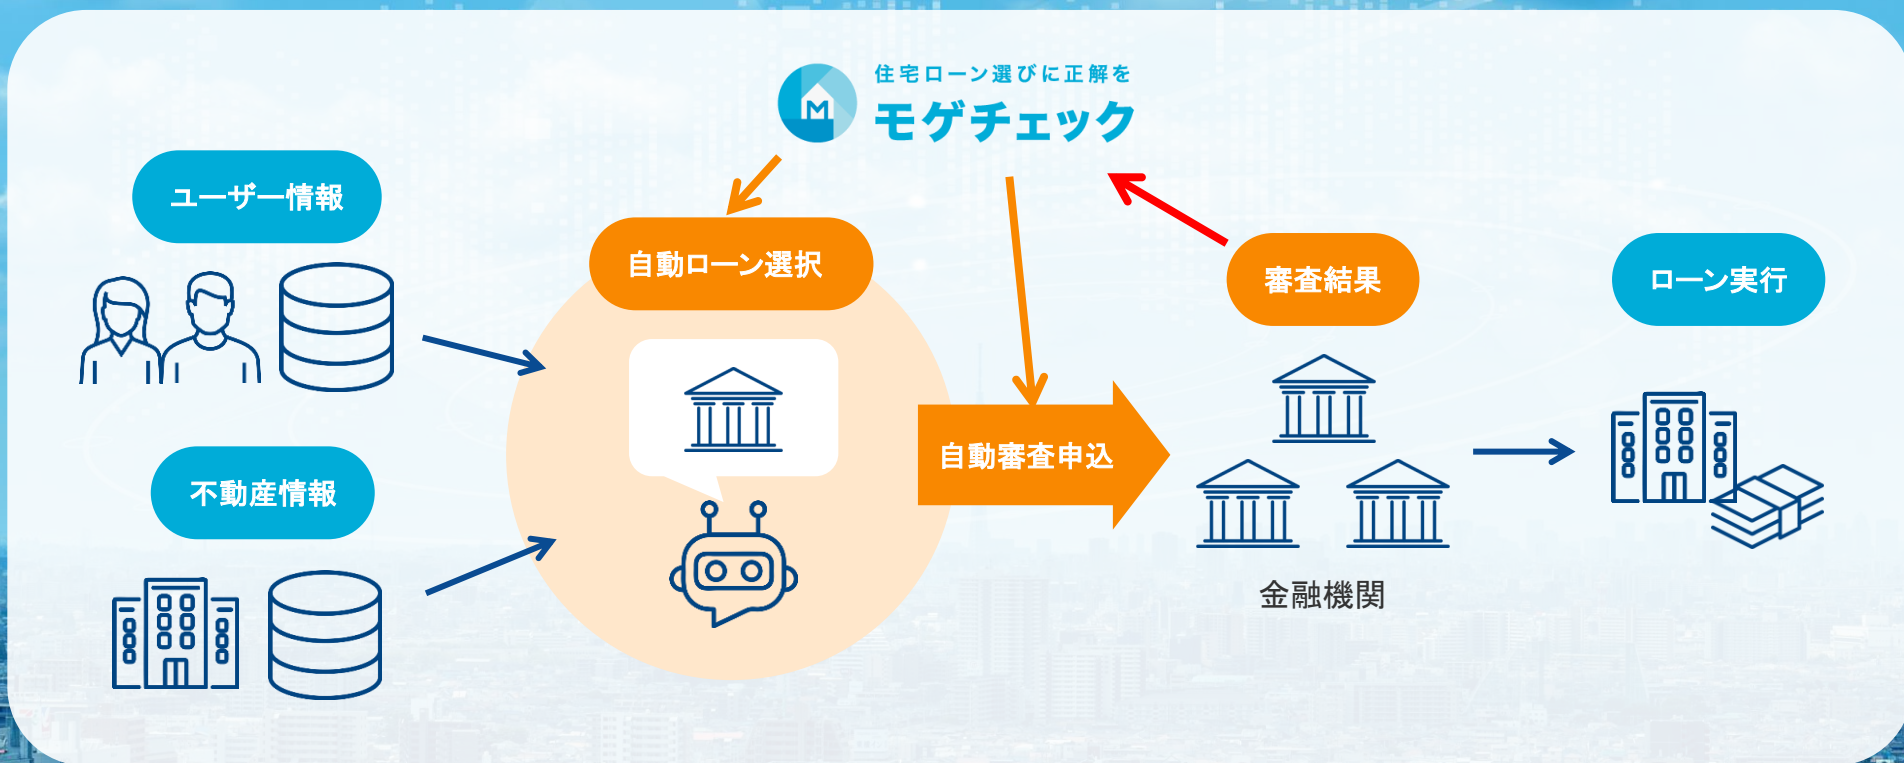 住宅ローン選びに正解を
モゲチェック
ユーザー情報
自動ローン選択
審査結果
ローン実行
自動審査申込
不動産情報
金融機関